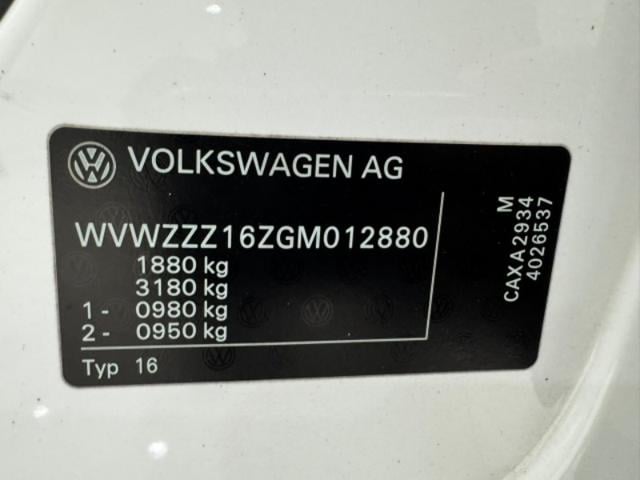 VOLKSWAGEN AG
WVWZZZ16ZGM012880
1880 kg
3180 kg
1 - 0980 kg
2 - 0950 kg
Typ 16
M
CAXA2934
4026537